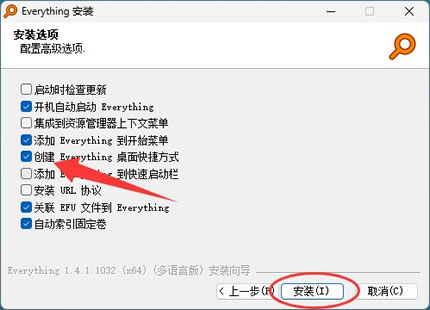 Everything 安装
安装选项
配置高级选项.
启动时检查更新
开机自动启动 Everything
集成到资源管理器上下文菜单
添加 Everything 到开始菜单
创建 Everything 桌面快捷方式
添加 Everything 到快速启动栏
安装 URL 协议
关联 EFU 文件到 Everything
自动索引固定卷
Everything 1.4.1.1032 (x64) (多语言版) 安装向导
< 上一步(P) 安装(I) 取消(C)